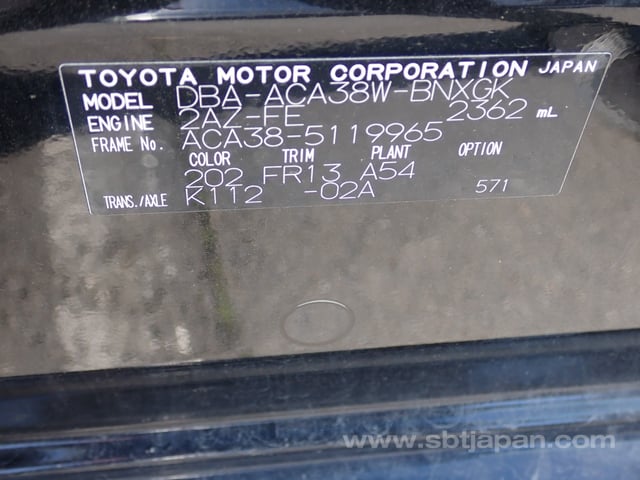 TOYOTA MOTOR CORPORATION JAPAN
MODEL DBA-ACA38W-BNXGK
ENGINE 2AZ-FE 2362 mL
FRAME No. ACA38-5119965
COLOR TRIM PLANT OPTION
202 FR13 A54
TRANS./AXLE K112 -02A 571
www.sbtjapan.com